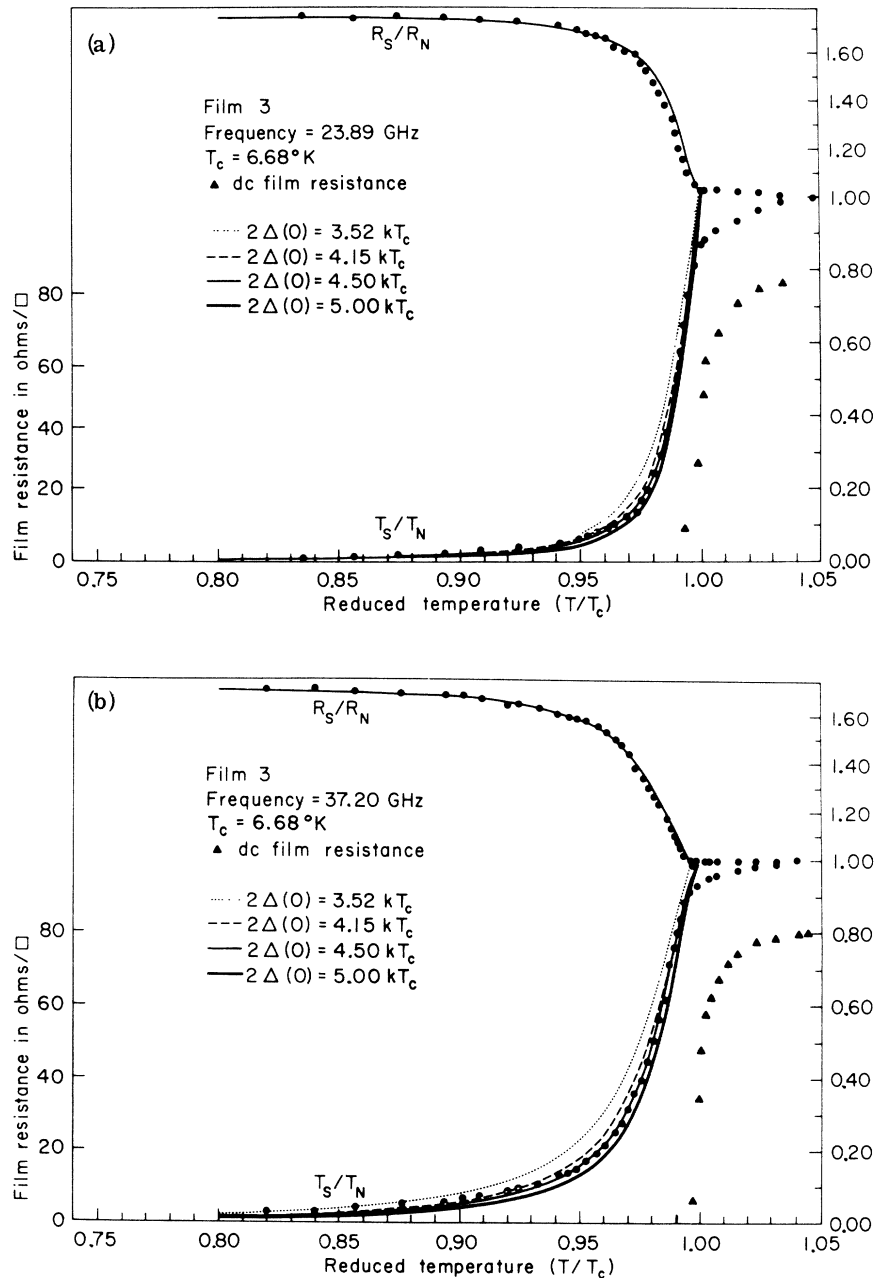 (a)
R_S/R_N
Film 3
Frequency = 23.89 GHz
T_c = 6.68°K
▲ dc film resistance
2Δ(0) = 3.52 kT_c
2Δ(0) = 4.15 kT_c
2Δ(0) = 4.50 kT_c
2Δ(0) = 5.00 kT_c
T_S/T_N
Film resistance in ohms/□
80
60
40
20
0
1.60
1.40
1.20
1.00
0.80
0.60
0.40
0.20
0.00
0.75 0.80 0.85 0.90 0.95 1.00 1.05
Reduced temperature (T/T_c)
(b)
R_S/R_N
Film 3
Frequency = 37.20 GHz
T_c = 6.68°K
▲ dc film resistance
2Δ(0) = 3.52 kT_c
2Δ(0) = 4.15 kT_c
2Δ(0) = 4.50 kT_c
2Δ(0) = 5.00 kT_c
T_S/T_N
Film resistance in ohms/□
80
60
40
20
0
1.60
1.40
1.20
1.00
0.80
0.60
0.40
0.20
0.00
0.75 0.80 0.85 0.90 0.95 1.00 1.05
Reduced temperature (T/T_c)